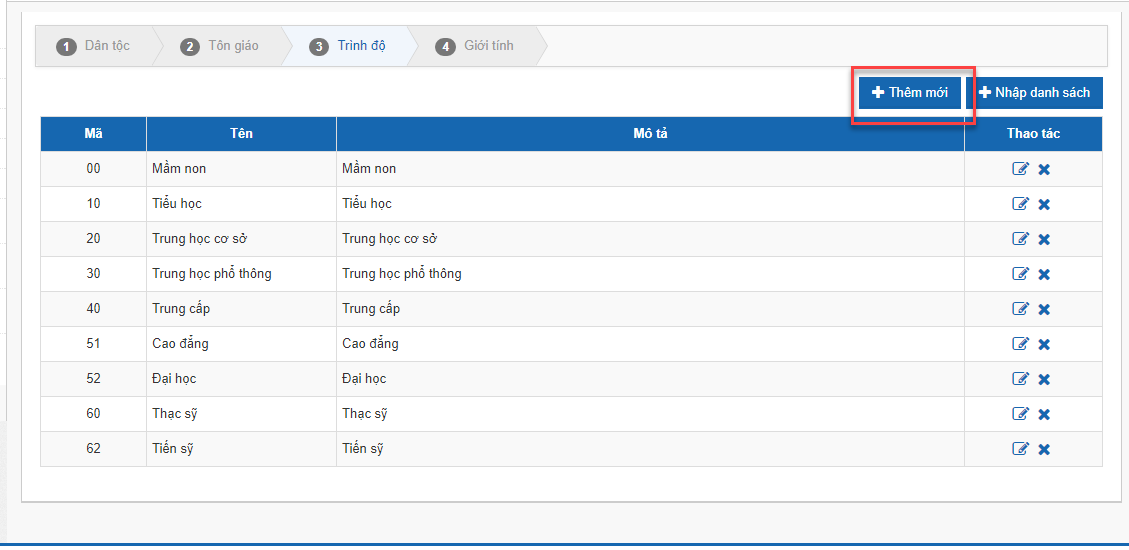 1 Dân tộc 2 Tôn giáo 3 Trình độ 4 Giới tính
Thêm mới Nhập danh sách
Mã Tên Mô tả Thao tác
00 Mầm non Mầm non
10 Tiểu học Tiểu học
20 Trung học cơ sở Trung học cơ sở
30 Trung học phổ thông Trung học phổ thông
40 Trung cấp Trung cấp
51 Cao đẳng Cao đẳng
52 Đại học Đại học
60 Thạc sỹ Thạc sỹ
62 Tiến sỹ Tiến sỹ